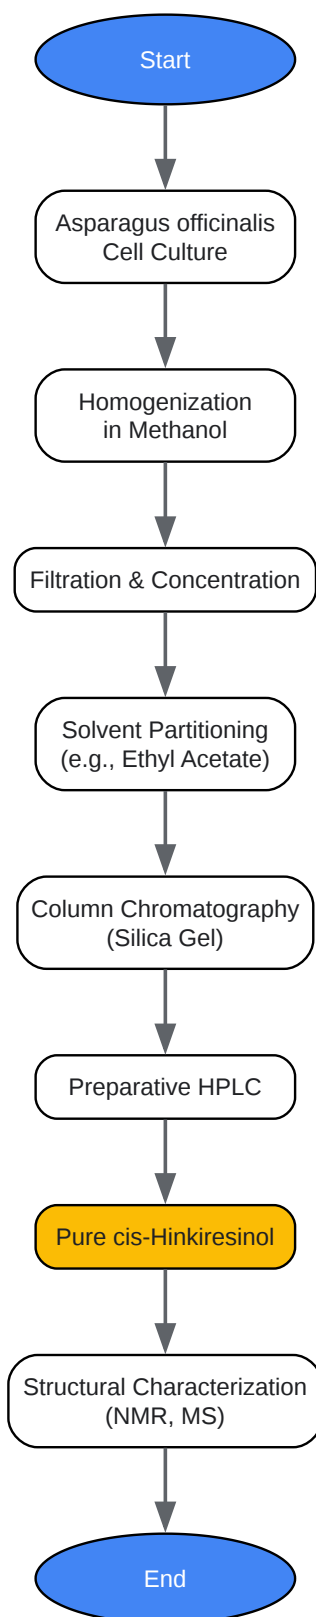 Start
Asparagus officinalis
Cell Culture
Homogenization
in Methanol
Filtration & Concentration
Solvent Partitioning
(e.g., Ethyl Acetate)
Column Chromatography
(Silica Gel)
Preparative HPLC
Pure cis-Hinkiresinol
Structural Characterization
(NMR, MS)
End